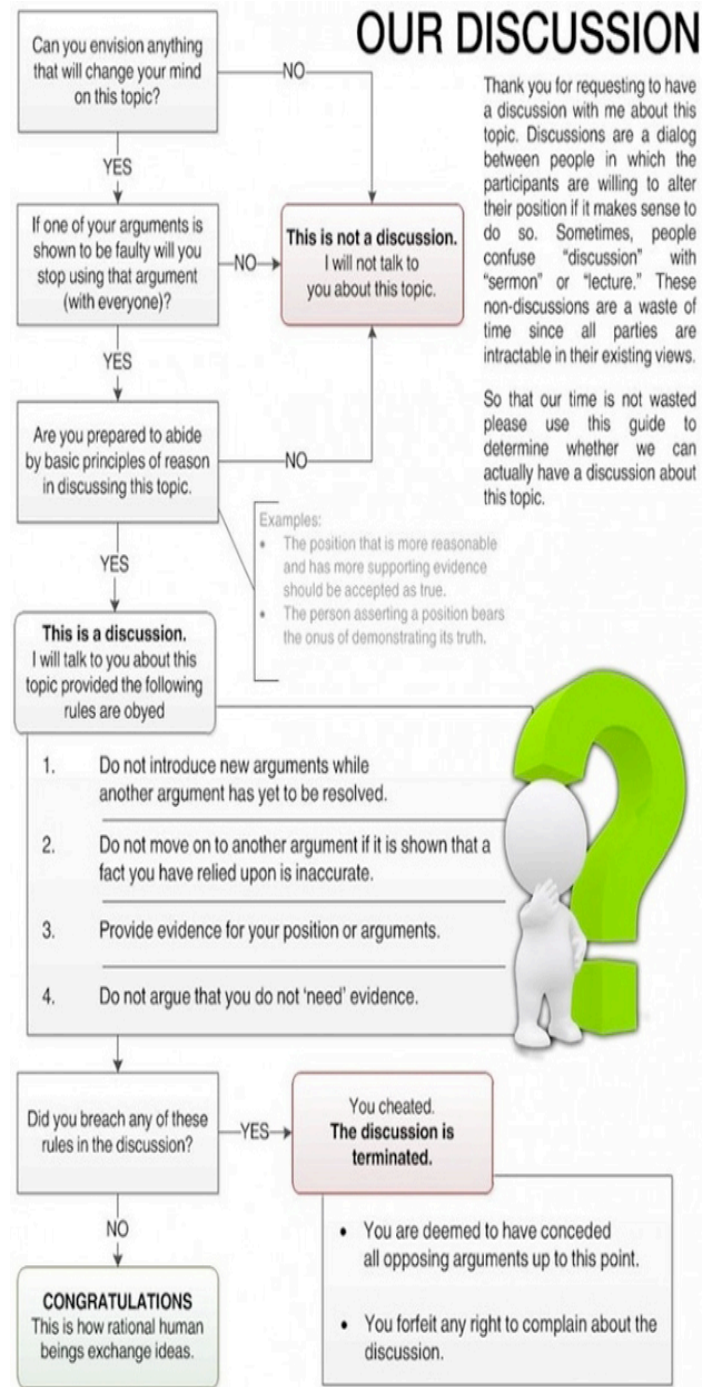 OUR DISCUSSION
Thank you for requesting to have
a discussion with me about this
topic. Discussions are a dialog
between people in which the
participants are willing to alter
their position if it makes sense to
do so. Sometimes, people
confuse “discussion” with
“sermon” or “lecture.” These
non-discussions are a waste of
time since all parties are
intractable in their existing views.
So that our time is not wasted
please use this guide to
determine whether we can
actually have a discussion about
this topic.
Can you envision anything
that will change your mind
on this topic?
NO
YES
If one of your arguments is
shown to be faulty will you
stop using that argument
(with everyone)?
NO
This is not a discussion.
I will not talk to
you about this topic.
YES
Are you prepared to abide
by basic principles of reason
in discussing this topic.
NO
Examples:
• The position that is more reasonable
and has more supporting evidence
should be accepted as true.
• The person asserting a position bears
the onus of demonstrating its truth.
YES
This is a discussion.
I will talk to you about this
topic provided the following
rules are obyed
1. Do not introduce new arguments while
another argument has yet to be resolved.
2. Do not move on to another argument if it is shown that a
fact you have relied upon is inaccurate.
3. Provide evidence for your position or arguments.
4. Do not argue that you do not ‘need’ evidence.
Did you breach any of these
rules in the discussion?
YES
You cheated.
The discussion is
terminated.
• You are deemed to have conceded
all opposing arguments up to this point.
• You forfeit any right to complain about the
discussion.
NO
CONGRATULATIONS
This is how rational human
beings exchange ideas.